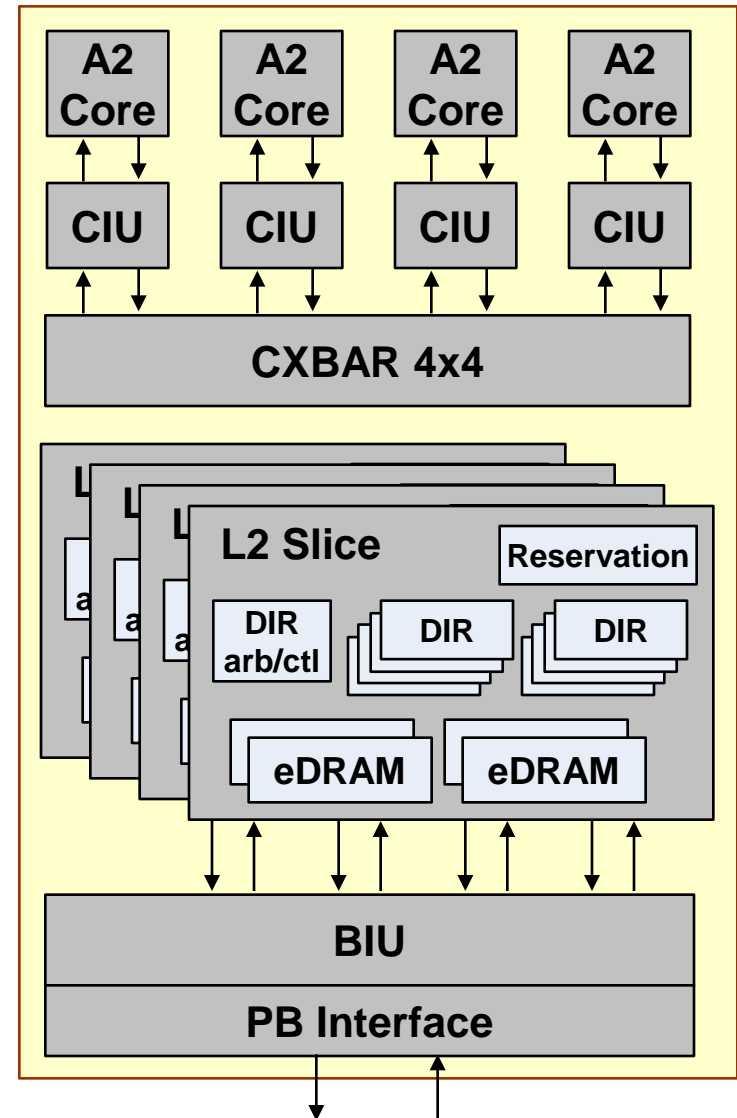 A2
Core
A2
Core
A2
Core
A2
Core
CIU
CIU
CIU
CIU
CXBAR 4x4
L
L
L
L2 Slice
Reservation
a
a
a
DIR
arb/ctl
DIR
DIR
eDRAM
eDRAM
BIU
PB Interface